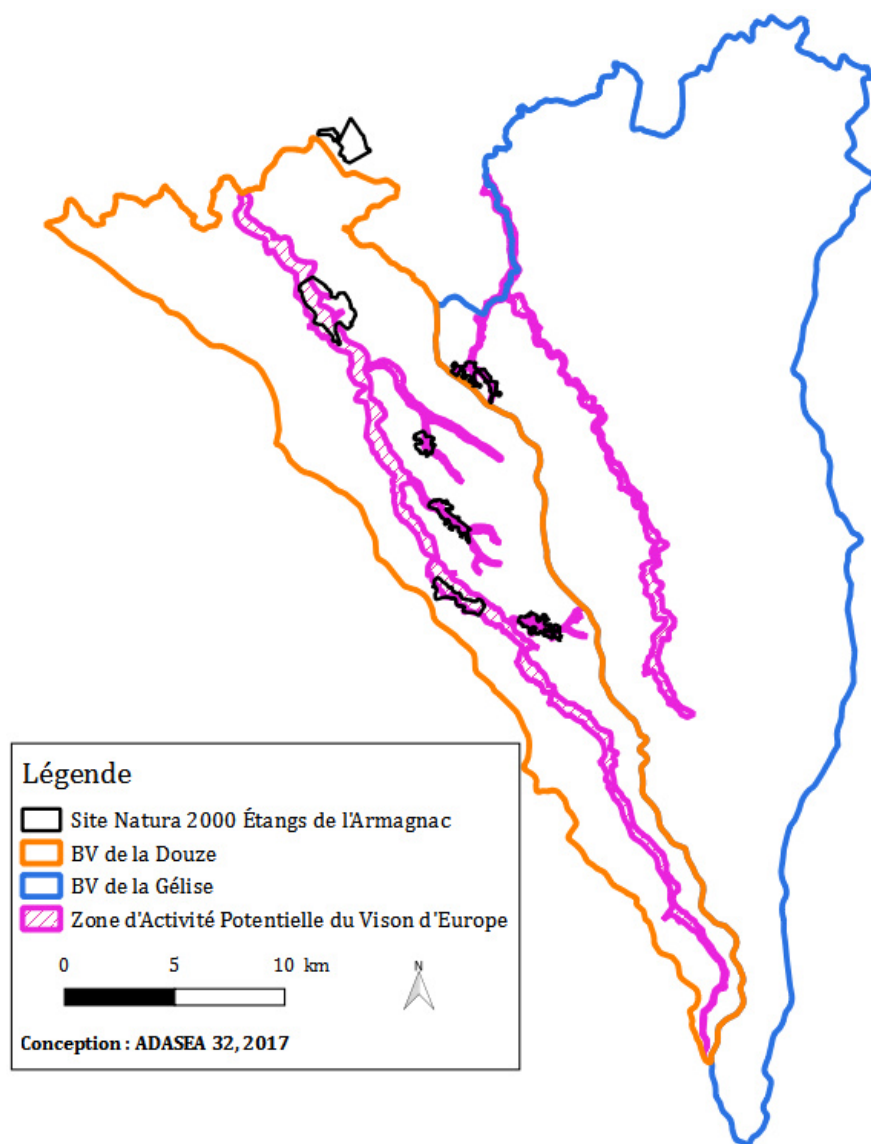 Légende
Site Natura 2000 Étangs de l'Armagnac
BV de la Douze
BV de la Gélise
Zone d'Activité Potentielle du Vison d'Europe
0 5 10 km
N
Conception : ADASEA 32, 2017